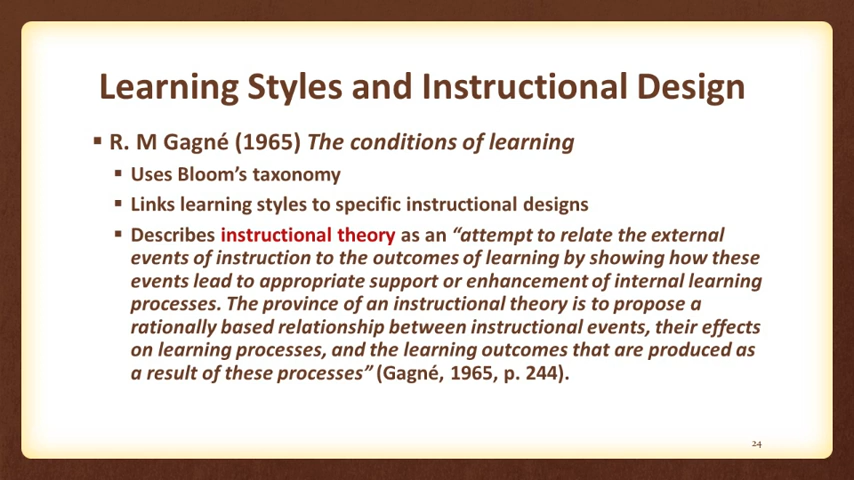 Learning Styles and Instructional Design
▪ R. M Gagné (1965) The conditions of learning
▪ Uses Bloom’s taxonomy
▪ Links learning styles to specific instructional designs
▪ Describes instructional theory as an “attempt to relate the external
events of instruction to the outcomes of learning by showing how these
events lead to appropriate support or enhancement of internal learning
processes. The province of an instructional theory is to propose a
rationally based relationship between instructional events, their effects
on learning processes, and the learning outcomes that are produced as
a result of these processes” (Gagné, 1965, p. 244).
24